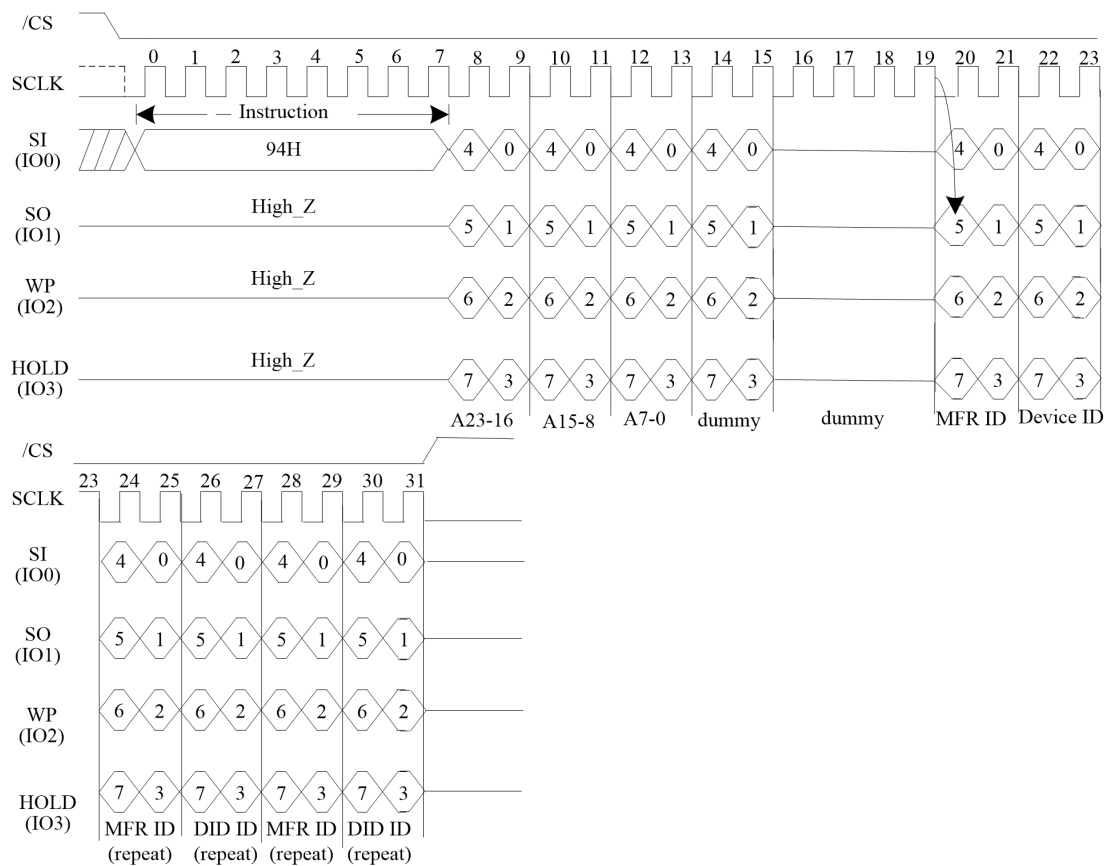 /CS
0 1 2 3 4 5 6 7 8 9 10 11 12 13 14 15 16 17 18 19 20 21 22 23
SCLK
Instruction
SI
(IO0)
94H
4 0 4 0 4 0 4 0 4 0 4 0
SO
(IO1)
High_Z
5 1 5 1 5 1 5 1 5 1 5 1
WP
(IO2)
High_Z
6 2 6 2 6 2 6 2 6 2 6 2
HOLD
(IO3)
High_Z
7 3 7 3 7 3 7 3 7 3 7 3
A23-16 A15-8 A7-0 dummy dummy MFR ID Device ID
/CS
23 24 25 26 27 28 29 30 31
SCLK
SI
(IO0)
4 0 4 0 4 0 4 0
SO
(IO1)
5 1 5 1 5 1 5 1
WP
(IO2)
6 2 6 2 6 2 6 2
HOLD
(IO3)
7 3 7 3 7 3 7 3
MFR ID DID ID MFR ID DID ID
(repeat) (repeat) (repeat) (repeat)